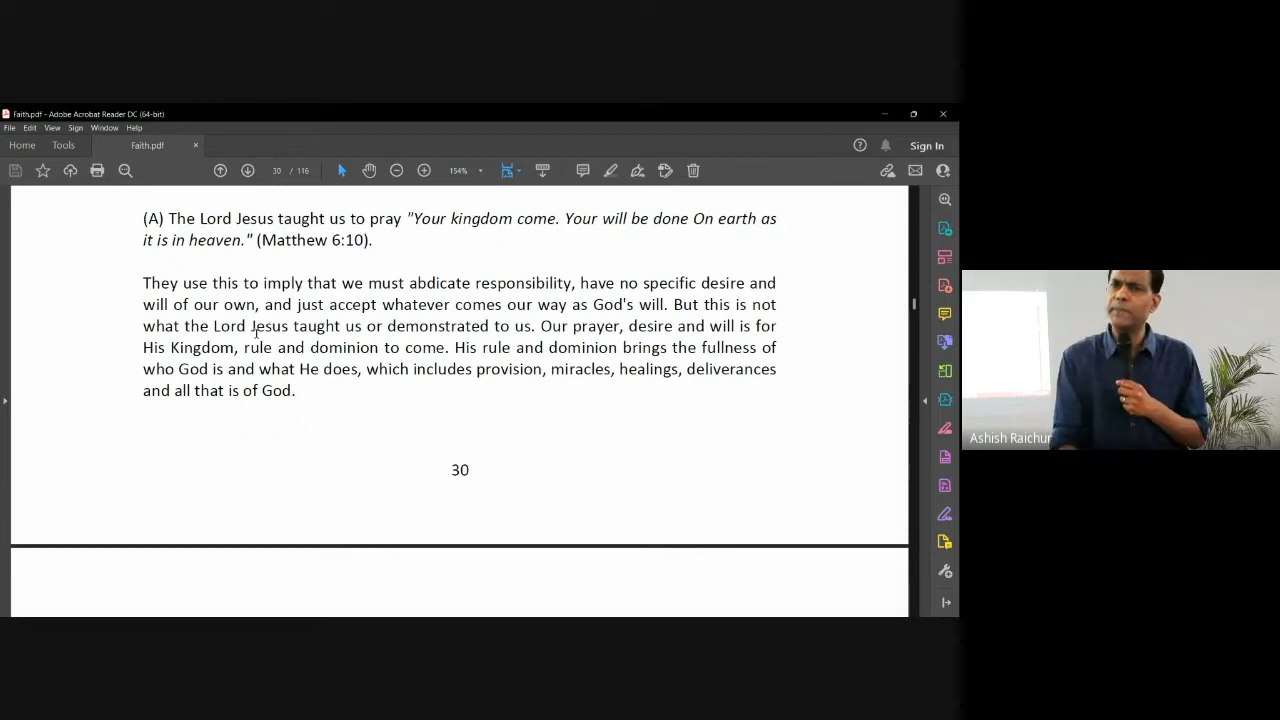 Faith.pdf - Adobe Acrobat Reader DC (64-bit)
File Edit View Sign Window Help
Home Tools Faith.pdf × Sign In
30 / 116 154%
(A) The Lord Jesus taught us to pray "Your kingdom come. Your will be done On earth as
it is in heaven." (Matthew 6:10).
They use this to imply that we must abdicate responsibility, have no specific desire and
will of our own, and just accept whatever comes our way as God's will. But this is not
what the Lord Jesus taught us or demonstrated to us. Our prayer, desire and will is for
His Kingdom, rule and dominion to come. His rule and dominion brings the fullness of
who God is and what He does, which includes provision, miracles, healings, deliverances
and all that is of God.
30
Ashish Raichur